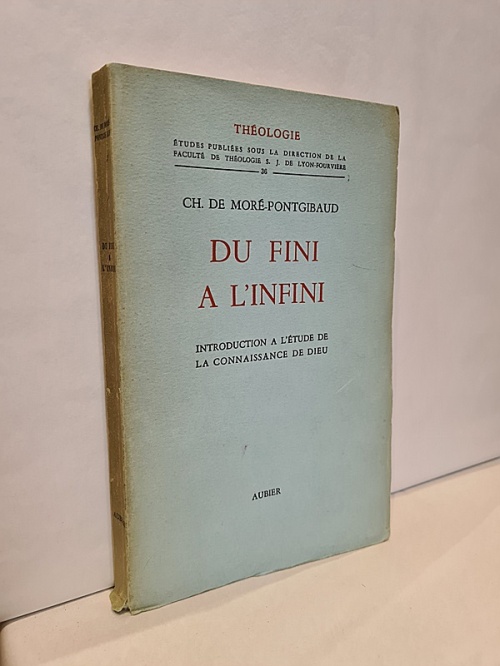 THÉOLOGIE
ÉTUDES PUBLIÉES SOUS LA DIRECTION DE LA
FACULTÉ DE THÉOLOGIE S. J. DE LYON-FOURVIÈRE
36
CH. DE MORÉ-PONTGIBAUD
DU FINI
A L'INFINI
INTRODUCTION A L'ÉTUDE DE
LA CONNAISSANCE DE DIEU
AUBIER